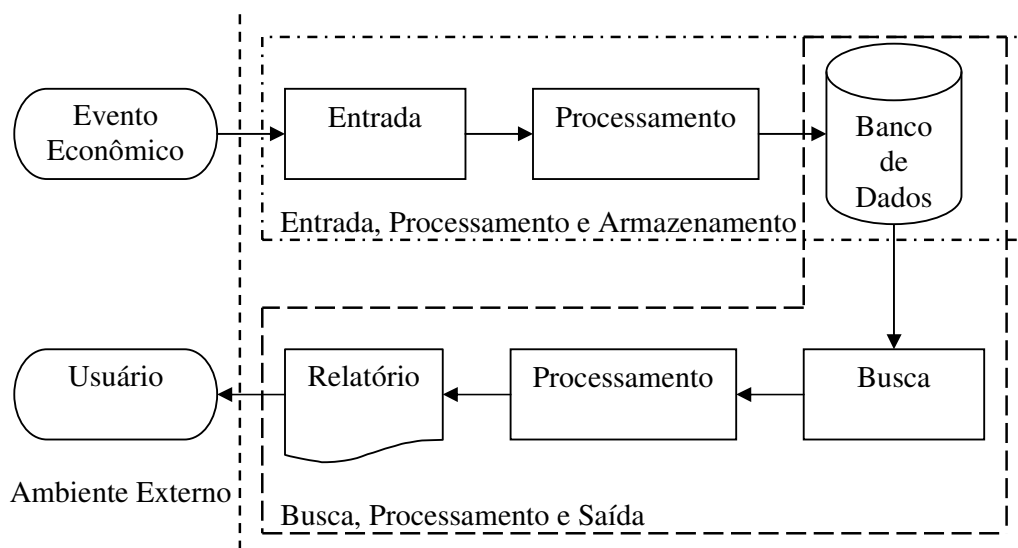 Evento
Econômico
Entrada
Processamento
Banco
de
Dados
Entrada, Processamento e Armazenamento
Usuário
Relatório
Processamento
Busca
Ambiente Externo
Busca, Processamento e Saída